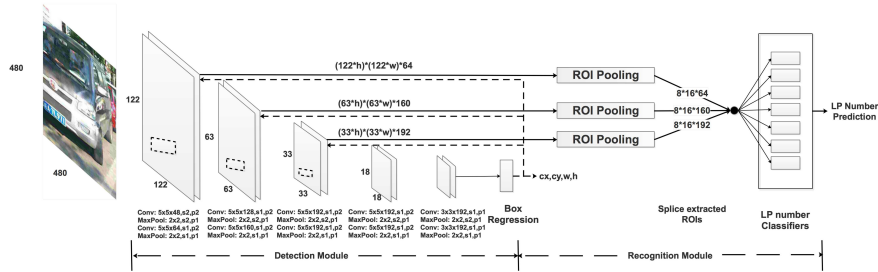 480
480
122
122
63
63
33
33
18
18
(122*h)*(122*w)*64
(63*h)*(63*w)*160
(33*h)*(33*w)*192
ROI Pooling
ROI Pooling
ROI Pooling
8*16*64
8*16*160
8*16*192
LP Number
Prediction
cx,cy,w,h
Conv: 5x5x48,s2,p2
MaxPool: 2x2,s2,p1
Conv: 5x5x64,s1,p2
MaxPool: 2x2,s1,p1
Conv: 5x5x128,s1,p2
MaxPool: 2x2,s2,p1
Conv: 5x5x160,s1,p2
MaxPool: 2x2,s1,p1
Conv: 5x5x192,s1,p2
MaxPool: 2x2,s2,p1
Conv: 5x5x192,s1,p2
MaxPool: 2x2,s1,p1
Conv: 5x5x192,s1,p2
MaxPool: 2x2,s2,p1
Conv: 5x5x192,s1,p2
MaxPool: 2x2,s1,p1
Conv: 3x3x192,s1,p1
MaxPool: 2x2,s2,p1
Conv: 3x3x192,s1,p1
MaxPool: 2x2,s1,p1
Box
Regression
Splice extracted
ROIs
LP number
Classifiers
Detection Module
Recognition Module